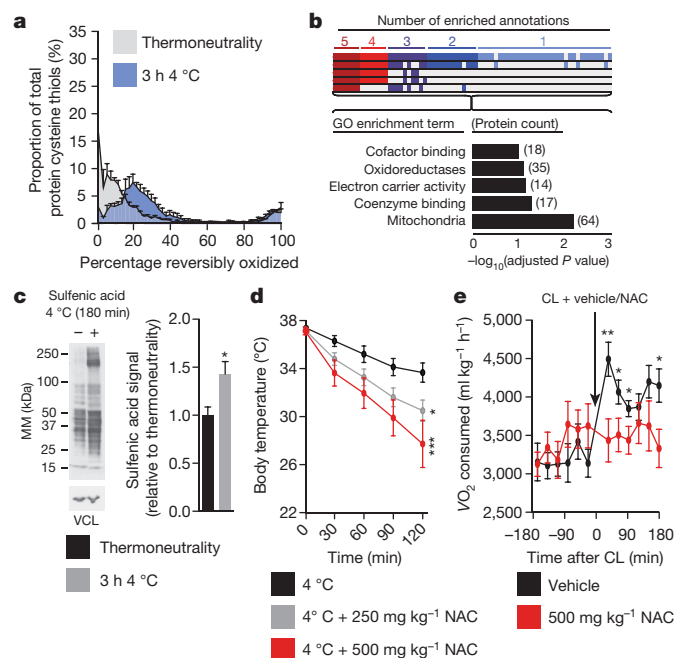 a
Thermoneutrality
3 h 4 °C
Proportion of total
protein cysteine thiols (%)
35
30
25
20
15
10
5
0
0 20 40 60 80 100
Percentage reversibly oxidized
b
Number of enriched annotations
5 4 3 2 1
GO enrichment term (Protein count)
Cofactor binding (18)
Oxidoreductases (35)
Electron carrier activity (14)
Coenzyme binding (17)
Mitochondria (64)
0 1 2 3
−log10(adjusted P value)
c
Sulfenic acid
4 °C (180 min)
− +
MM (kDa)
250
100
50
37
25
15
VCL
Sulfenic acid signal
(relative to thermoneutrality)
2.0
1.5
1.0
0.5
0.0
*
Thermoneutrality
3 h 4 °C
d
Body temperature (°C)
38
34
30
26
22
0 30 60 90 120
Time (min)
*
***
4 °C
4° C + 250 mg kg−1 NAC
4 °C + 500 mg kg−1 NAC
e
CL + vehicle/NAC
VO2 consumed (ml kg−1 h−1)
5,000
4,500
4,000
3,500
3,000
2,500
** * * *
−180 −90 0 90 180
Time after CL (min)
Vehicle
500 mg kg−1 NAC